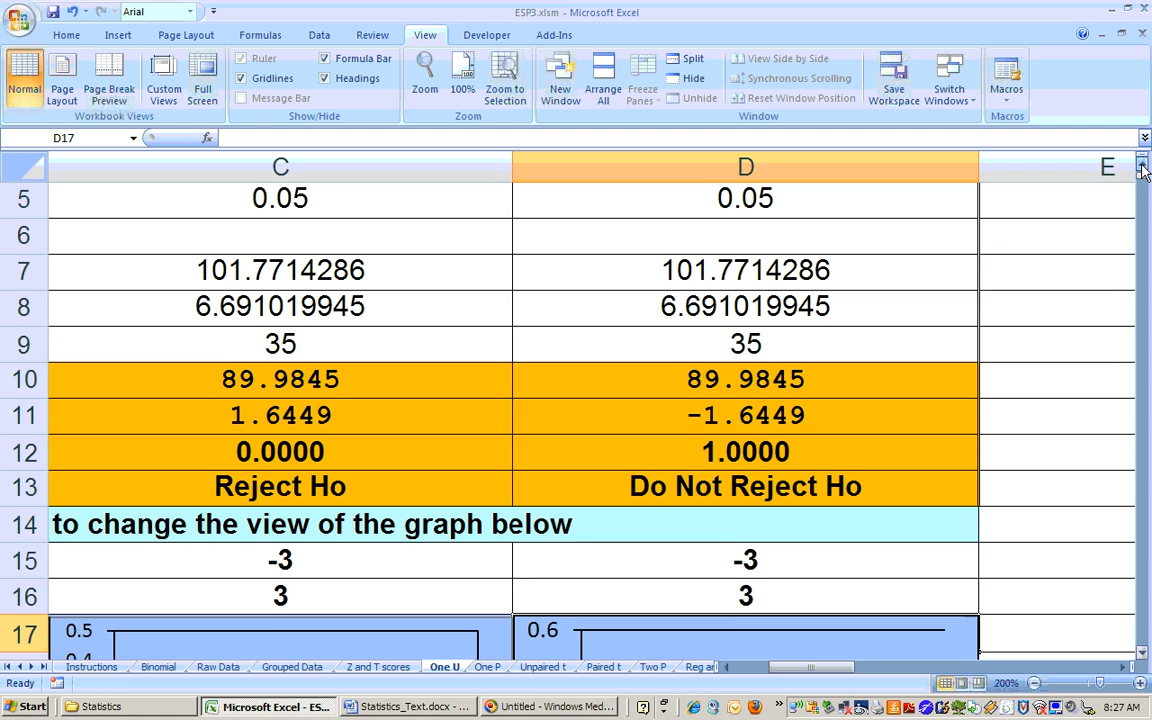 Arial
ESP3.xlsm - Microsoft Excel
Home Insert Page Layout Formulas Data Review View Developer Add-Ins
Normal
Page Layout
Page Break Preview
Custom Views
Full Screen
Workbook Views
Ruler
Formula Bar
Gridlines
Headings
Message Bar
Show/Hide
Zoom
100%
Zoom to Selection
Zoom
New Window
Arrange All
Freeze Panes
Split
Hide
Unhide
View Side by Side
Synchronous Scrolling
Reset Window Position
Window
Save Workspace
Switch Windows
Macros
Macros
D17 fx
C D E
5 0.05 0.05
6
7 101.7714286 101.7714286
8 6.691019945 6.691019945
9 35 35
10 89.9845 89.9845
11 1.6449 -1.6449
12 0.0000 1.0000
13 Reject Ho Do Not Reject Ho
14 to change the view of the graph below
15 -3 -3
16 3 3
17 0.5 0.6
Instructions Binomial Raw Data Grouped Data Z and T scores One U One P Unpaired t Paired t Two P Reg ar
Ready 200%
Start Statistics Microsoft Excel - ES... Statistics_Text.docx - ... Untitled - Windows Med... 8:27 AM